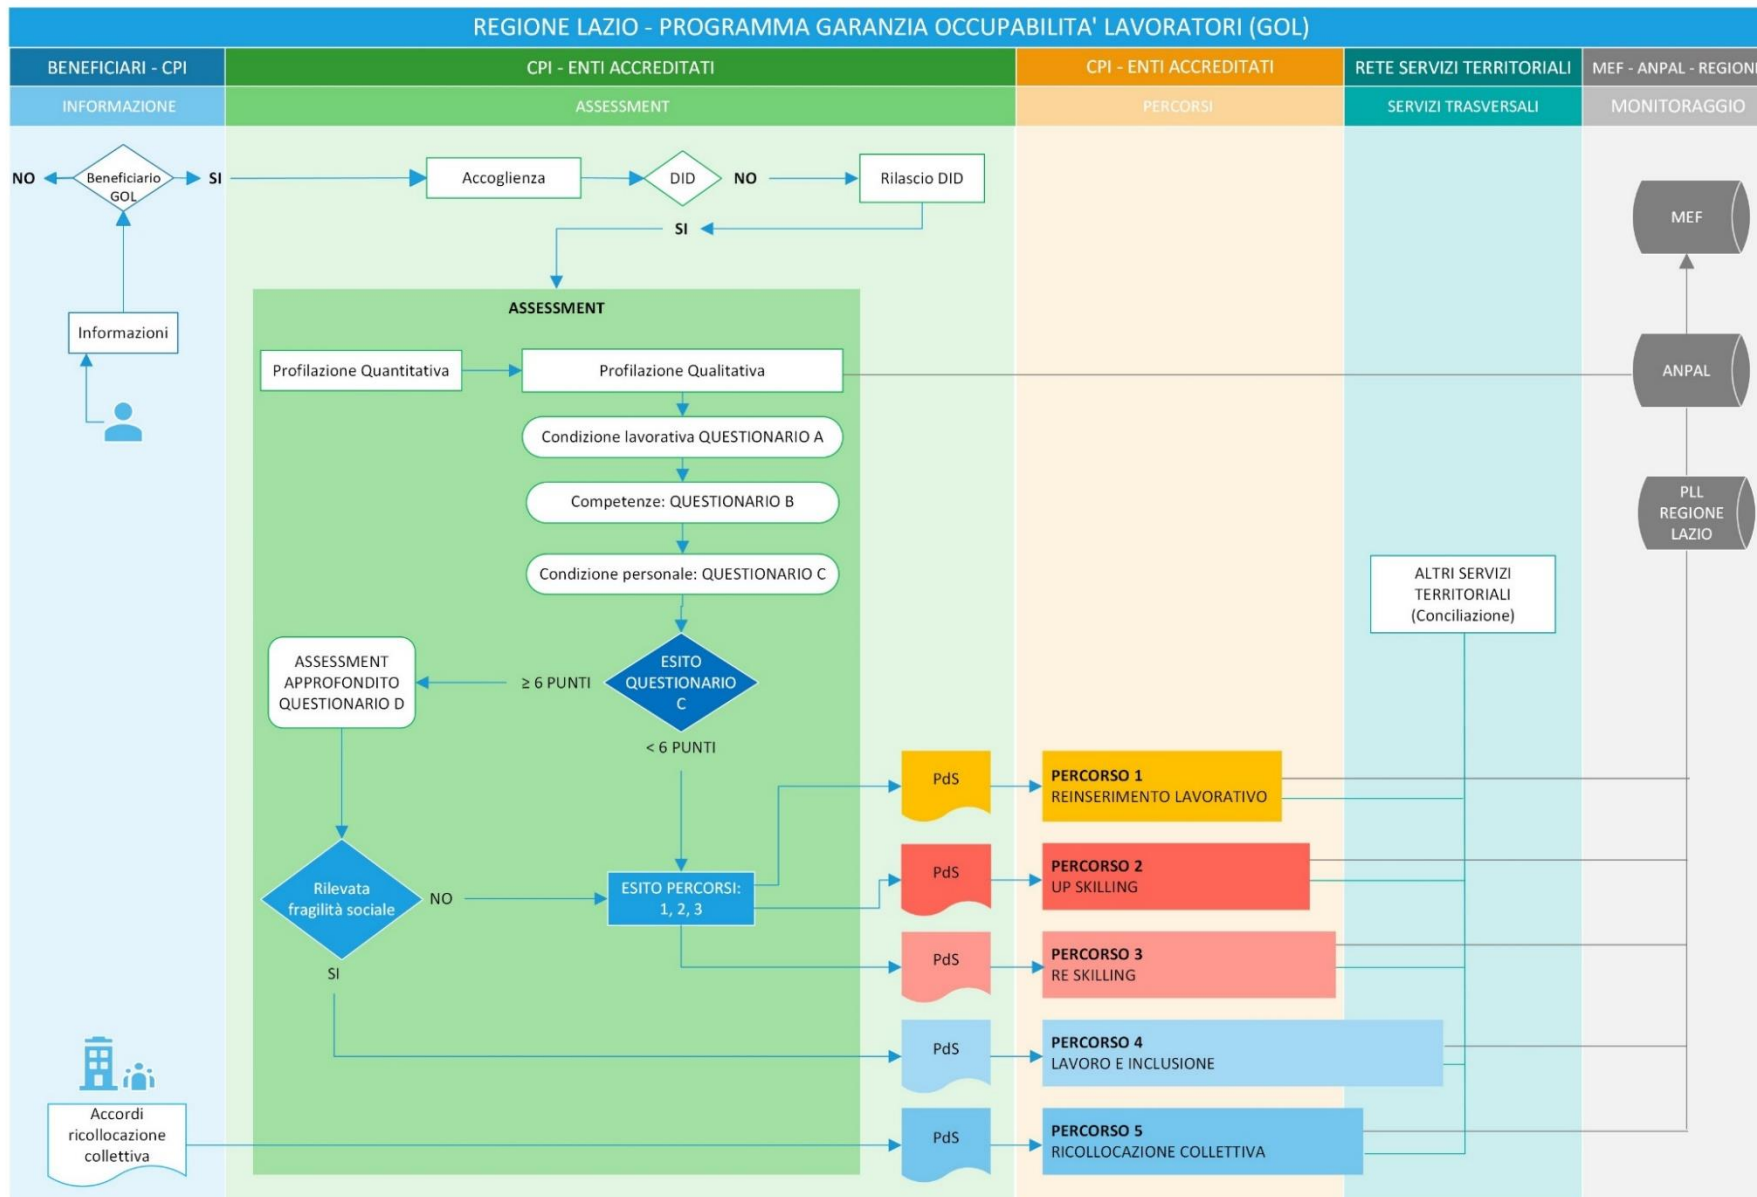 REGIONE LAZIO - PROGRAMMA GARANZIA OCCUPABILITA' LAVORATORI (GOL)
BENEFICIARI - CPI
CPI - ENTI ACCREDITATI
CPI - ENTI ACCREDITATI
RETE SERVIZI TERRITORIALI
MEF - ANPAL - REGIONE
INFORMAZIONE
ASSESSMENT
PERCORSI
SERVIZI TRASVERSALI
MONITORAGGIO
NO
Beneficiario
GOL
SI
Accoglienza
DID
NO
Rilascio DID
SI
MEF
ASSESSMENT
Informazioni
Profilazione Quantitativa
Profilazione Qualitativa
ANPAL
Condizione lavorativa QUESTIONARIO A
Competenze: QUESTIONARIO B
PLL
REGIONE
LAZIO
Condizione personale: QUESTIONARIO C
ALTRI SERVIZI
TERRITORIALI
(Conciliazione)
ASSESSMENT
APPROFONDITO
QUESTIONARIO D
≥ 6 PUNTI
ESITO
QUESTIONARIO
C
< 6 PUNTI
PdS
PERCORSO 1
REINSERIMENTO LAVORATIVO
Rilevata
fragilità sociale
NO
ESITO PERCORSI:
1, 2, 3
PdS
PERCORSO 2
UP SKILLING
SI
PdS
PERCORSO 3
RE SKILLING
PdS
PERCORSO 4
LAVORO E INCLUSIONE
Accordi
ricollocazione
collettiva
PdS
PERCORSO 5
RICOLLOCAZIONE COLLETTIVA